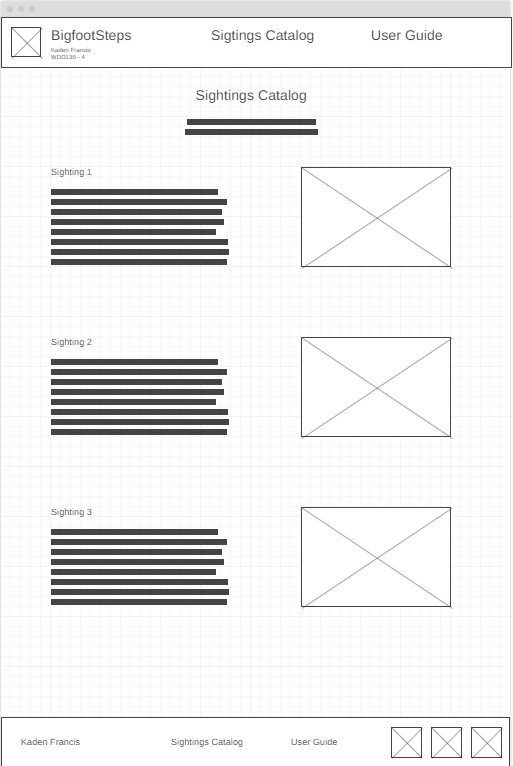 BigfootSteps
Kaden Francis
WDD130 - 4
Sigtings Catalog
User Guide
Sightings Catalog
Sighting 1
Sighting 2
Sighting 3
Kaden Francis
Sightings Catalog
User Guide